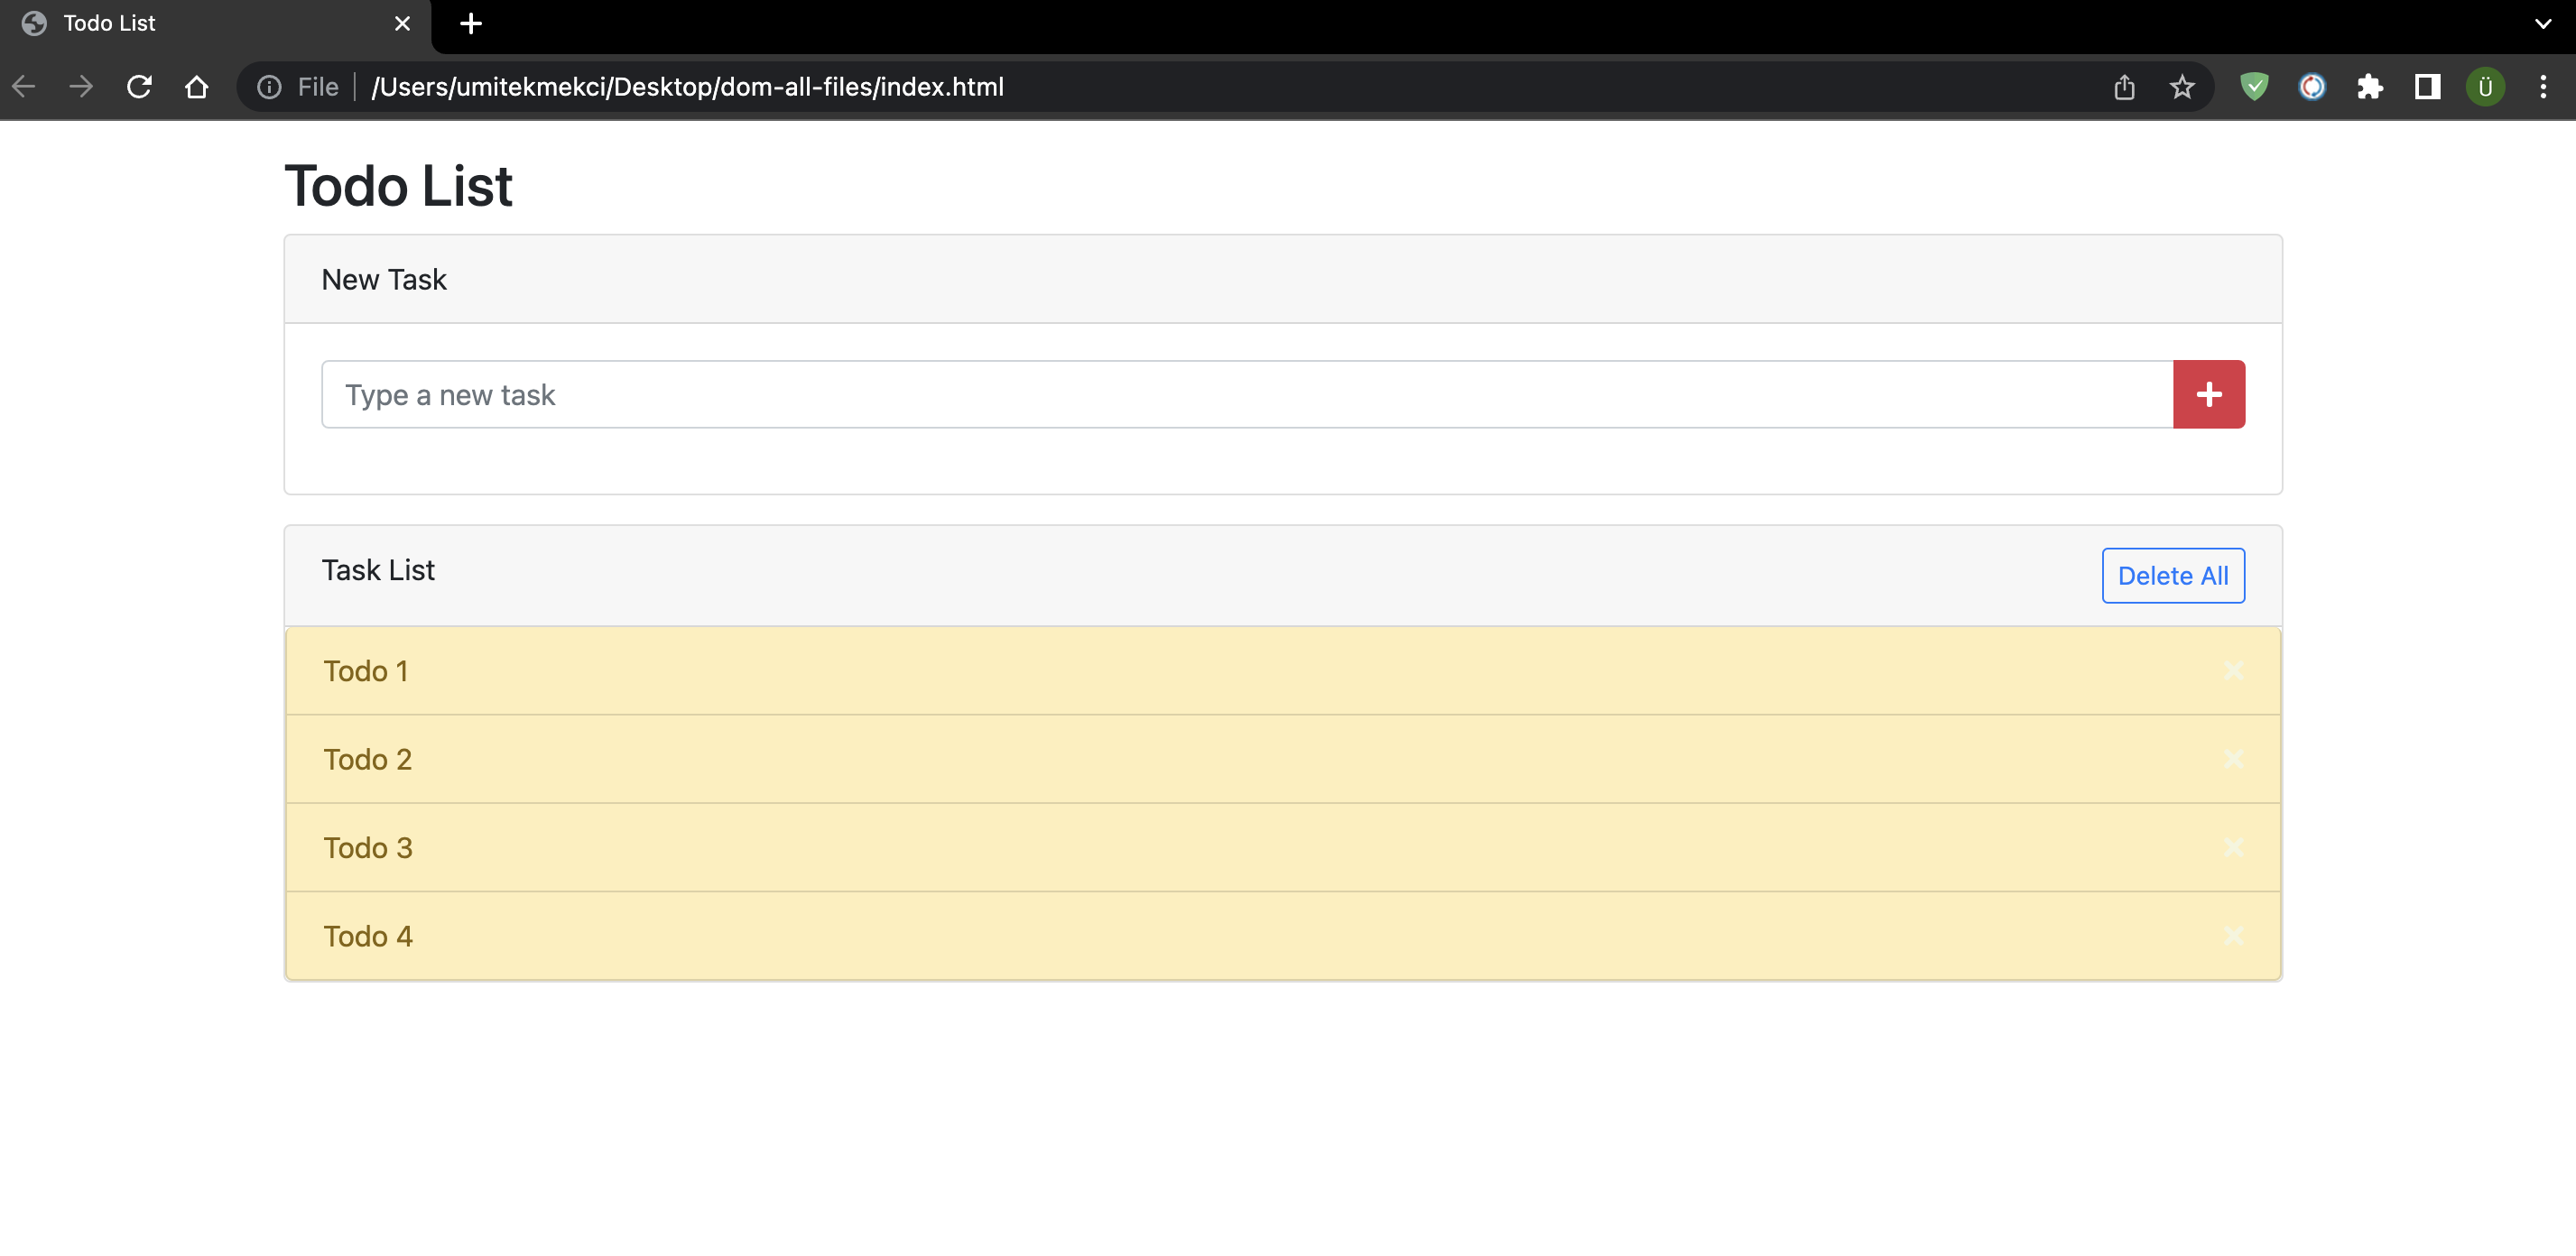 Todo List
File /Users/umitekmekci/Desktop/dom-all-files/index.html
Ü
Todo List
New Task
Type a new task
Task List
Delete All
Todo 1
Todo 2
Todo 3
Todo 4